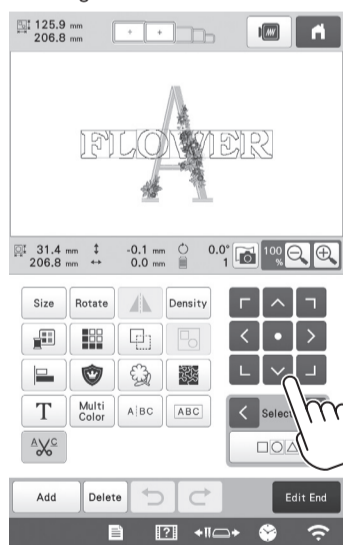 125.9 mm
206.8 mm
A
FLOWER
31.4 mm -0.1 mm 0.0°
206.8 mm 0.0 mm 1
100 %
Size Rotate Density
T Multi Color A BC ABC
A C
Selec
Add Delete Edit End